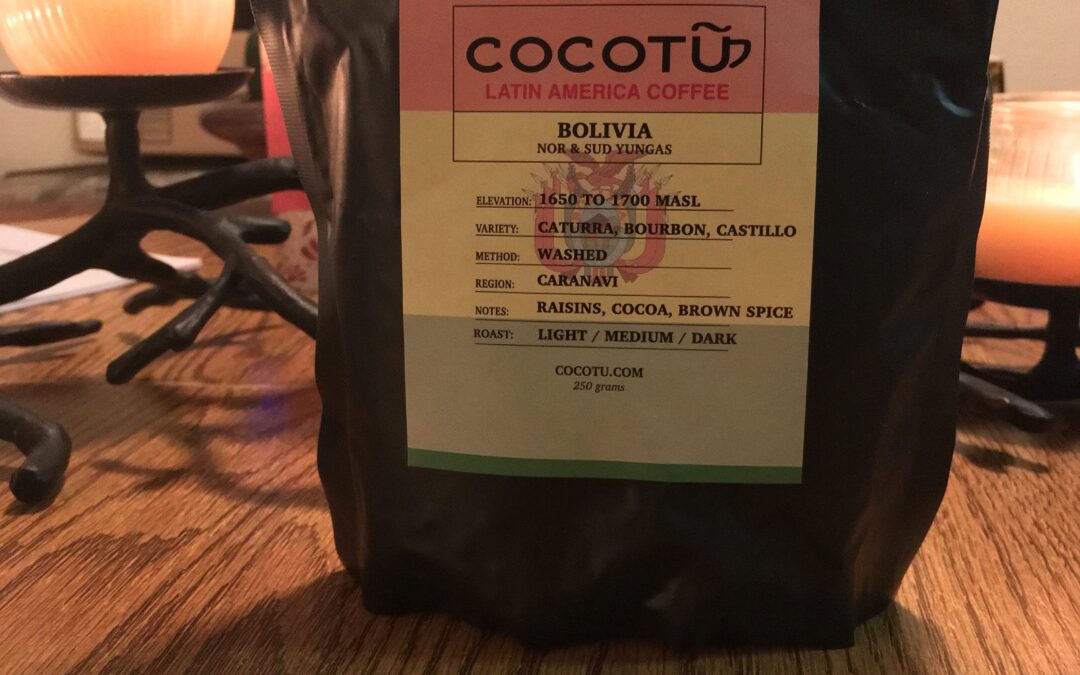 COCOTŨ
LATIN AMERICA COFFEE
BOLIVIA
NOR & SUD YUNGAS
ELEVATION: 1650 TO 1700 MASL
VARIETY: CATURRA, BOURBON, CASTILLO
METHOD: WASHED
REGION: CARANAVI
NOTES: RAISINS, COCOA, BROWN SPICE
ROAST: LIGHT / MEDIUM / DARK
COCOTU.COM
250 grams